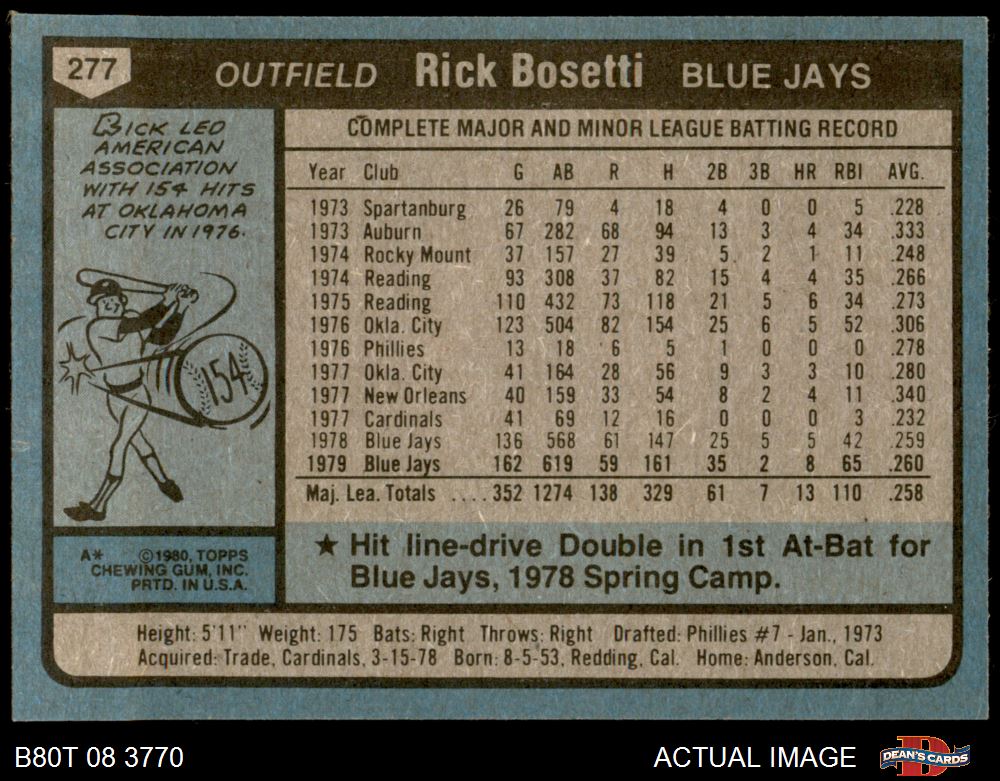 277 OUTFIELD Rick Bosetti BLUE JAYS
RICK LED
AMERICAN
ASSOCIATION
WITH 154 HITS
AT OKLAHOMA
CITY IN 1976.
154
COMPLETE MAJOR AND MINOR LEAGUE BATTING RECORD
Year Club G AB R H 2B 3B HR RBI AVG.
1973 Spartanburg 26 79 4 18 4 0 0 5 .228
1973 Auburn 67 282 68 94 13 3 4 34 .333
1974 Rocky Mount 37 157 27 39 5 2 1 11 .248
1974 Reading 93 308 37 82 15 4 4 35 .266
1975 Reading 110 432 73 118 21 5 6 34 .273
1976 Okla. City 123 504 82 154 25 6 5 52 .306
1976 Phillies 13 18 6 5 1 0 0 0 .278
1977 Okla. City 41 164 28 56 9 3 3 10 .280
1977 New Orleans 40 159 33 54 8 2 4 11 .340
1977 Cardinals 41 69 12 16 0 0 0 3 .232
1978 Blue Jays 136 568 61 147 25 5 5 42 .259
1979 Blue Jays 162 619 59 161 35 2 8 65 .260
Maj. Lea. Totals ....352 1274 138 329 61 7 13 110 .258
★ Hit line-drive Double in 1st At-Bat for
Blue Jays, 1978 Spring Camp.
A* ©1980, TOPPS
CHEWING GUM, INC.
PRTD. IN U.S.A.
Height: 5'11" Weight: 175 Bats: Right Throws: Right Drafted: Phillies #7 - Jan., 1973
Acquired: Trade, Cardinals, 3-15-78 Born: 8-5-53, Redding, Cal. Home: Anderson, Cal.
B80T 08 3770 ACTUAL IMAGE DEAN'S CARDS